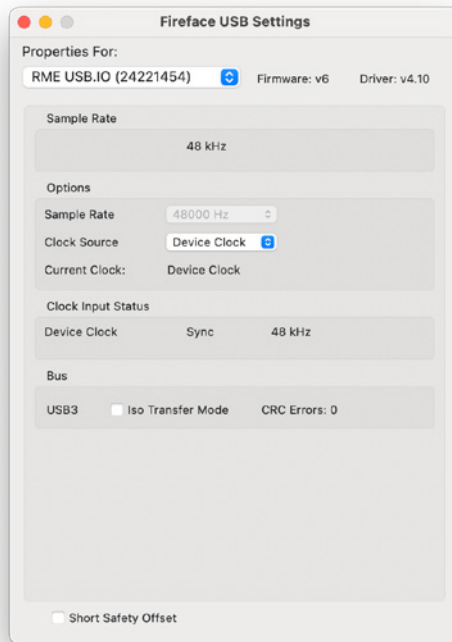 Fireface USB Settings
Properties For:
RME USB.IO (24221454) Firmware: v6 Driver: v4.10
Sample Rate
48 kHz
Options
Sample Rate 48000 Hz
Clock Source Device Clock
Current Clock: Device Clock
Clock Input Status
Device Clock Sync 48 kHz
Bus
USB3 Iso Transfer Mode CRC Errors: 0
Short Safety Offset